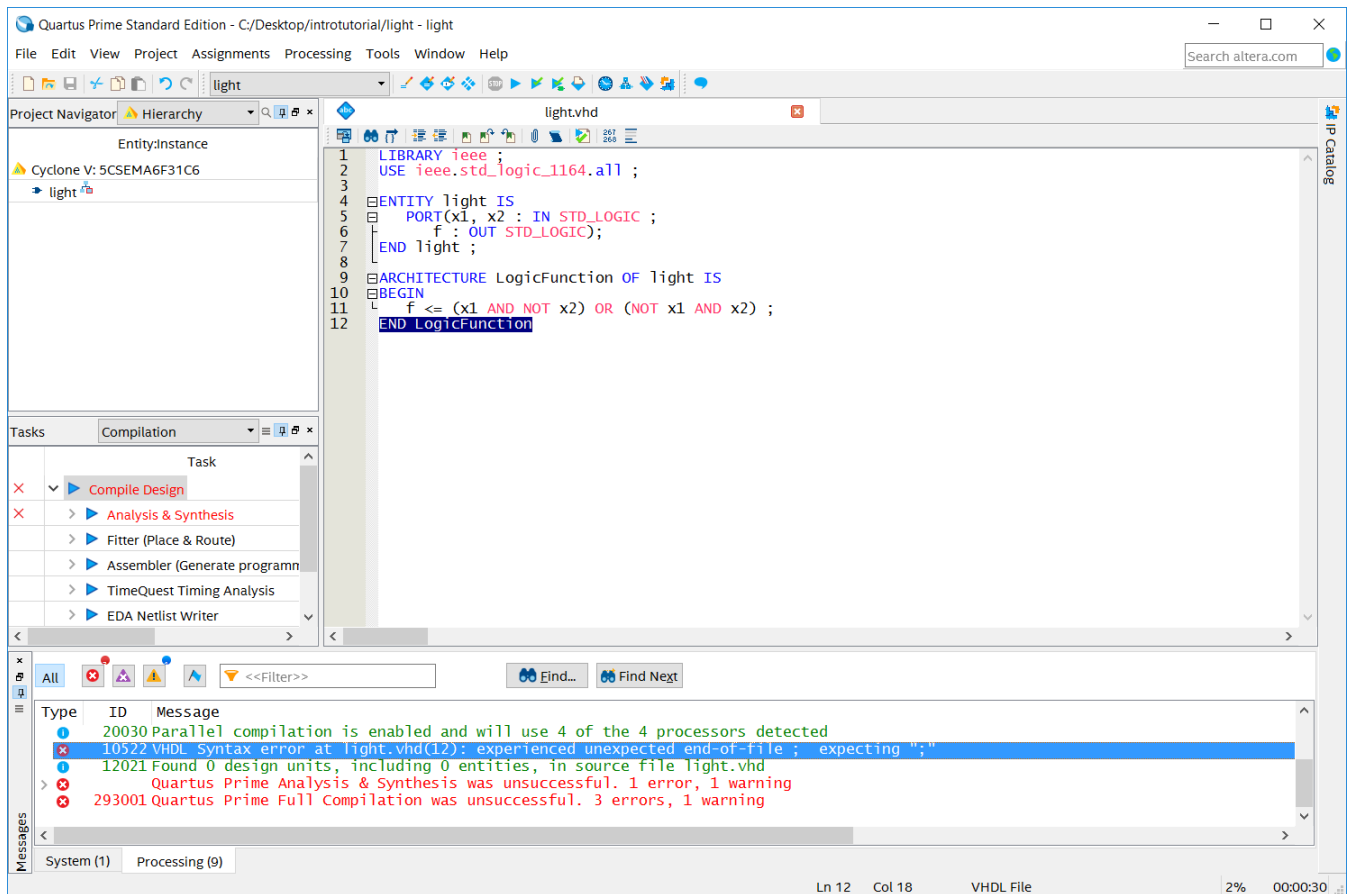 Quartus Prime Standard Edition - C:/Desktop/introtutorial/light - light
File Edit View Project Assignments Processing Tools Window Help
Search altera.com
light
Project Navigator Hierarchy
Entity:Instance
Cyclone V: 5CSEMA6F31C6
light
Tasks Compilation
Task
Compile Design
Analysis & Synthesis
Fitter (Place & Route)
Assembler (Generate programm
TimeQuest Timing Analysis
EDA Netlist Writer
abc
light.vhd
267
268
1 LIBRARY ieee ;
2 USE ieee.std_logic_1164.all ;
3
4 ENTITY light IS
5 PORT(x1, x2 : IN STD_LOGIC ;
6 f : OUT STD_LOGIC);
7 END light ;
8
9 ARCHITECTURE LogicFunction OF light IS
10 BEGIN
11 f <= (x1 AND NOT x2) OR (NOT x1 AND x2) ;
12 END LogicFunction
IP Catalog
All
<<Filter>>
Find...
Find Next
Type ID Message
20030 Parallel compilation is enabled and will use 4 of the 4 processors detected
10522 VHDL Syntax error at light.vhd(12): experienced unexpected end-of-file ; expecting ";"
12021 Found 0 design units, including 0 entities, in source file light.vhd
Quartus Prime Analysis & Synthesis was unsuccessful. 1 error, 1 warning
293001 Quartus Prime Full Compilation was unsuccessful. 3 errors, 1 warning
Messages
System (1) Processing (9)
Ln 12 Col 18 VHDL File 2% 00:00:30